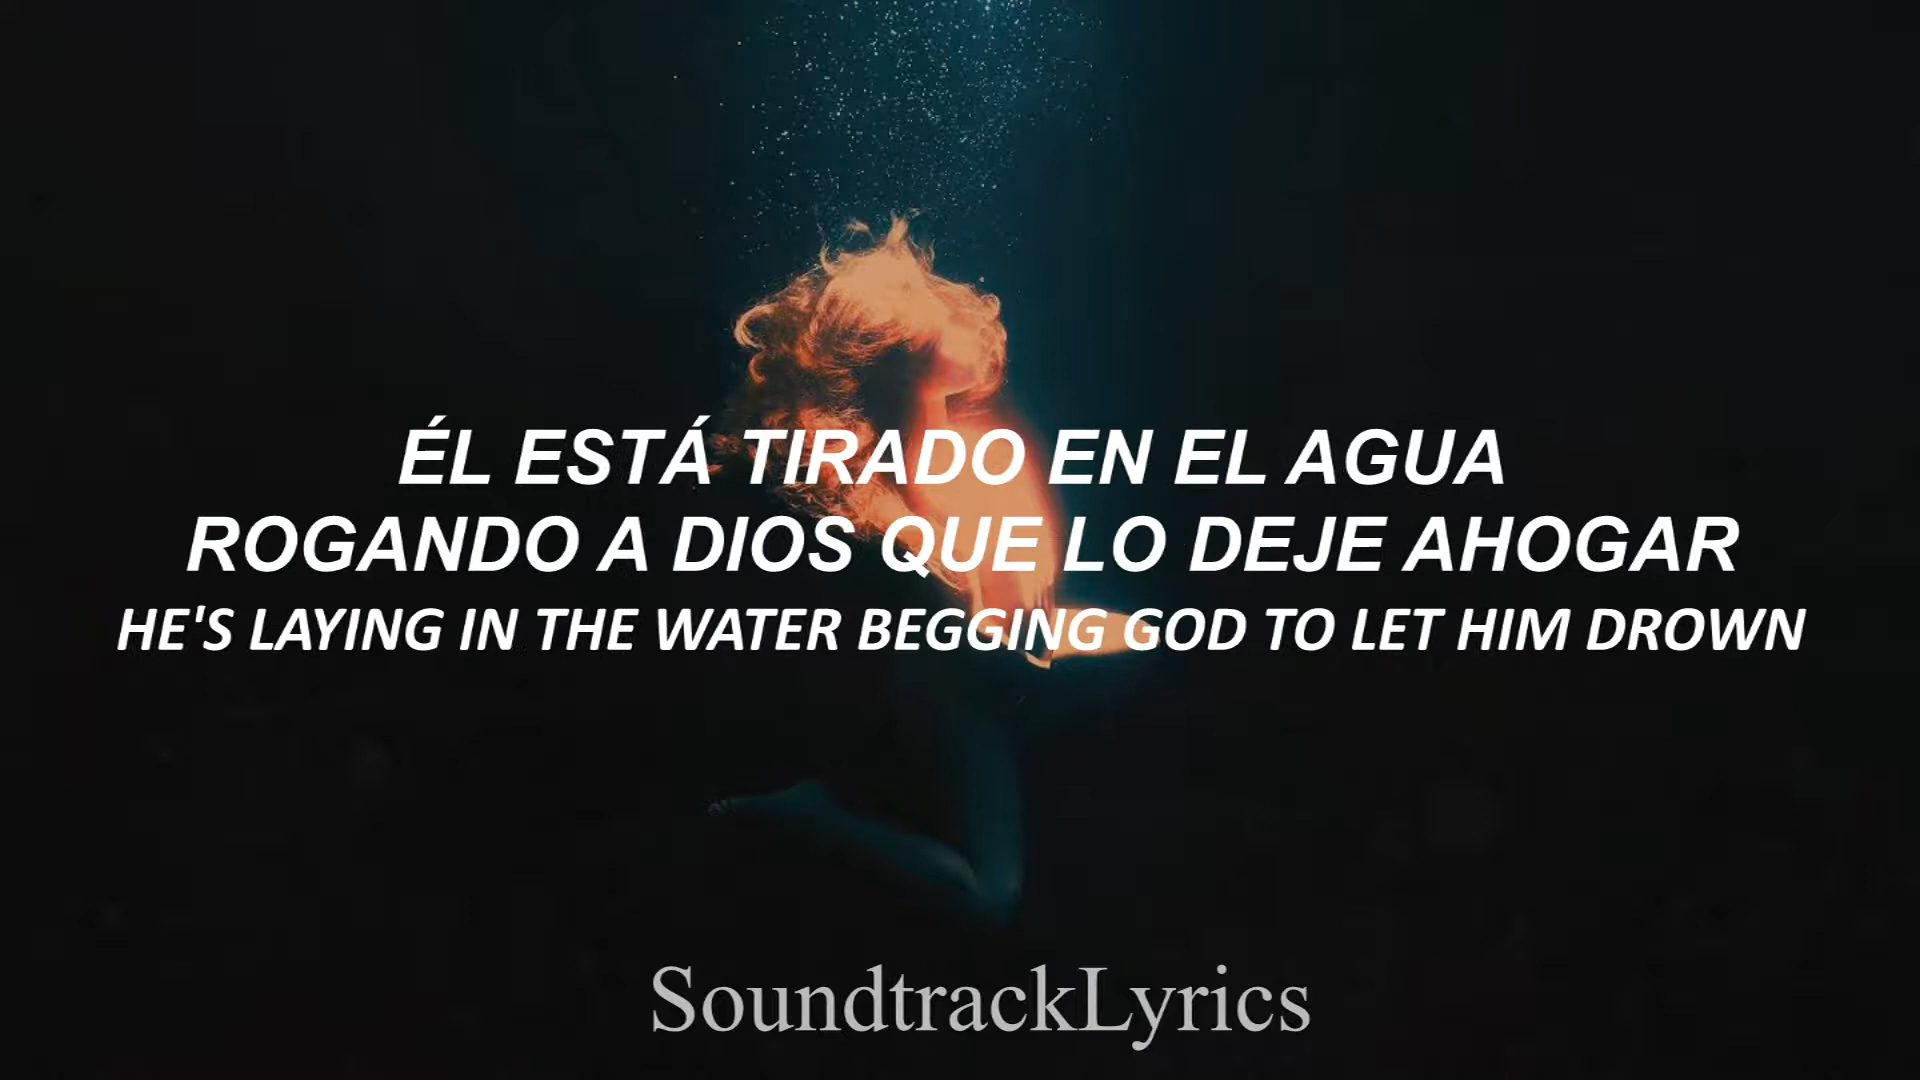 ÉL ESTÁ TIRADO EN EL AGUA
ROGANDO A DIOS QUE LO DEJE AHOGAR
HE'S LAYING IN THE WATER BEGGING GOD TO LET HIM DROWN
SoundtrackLyrics